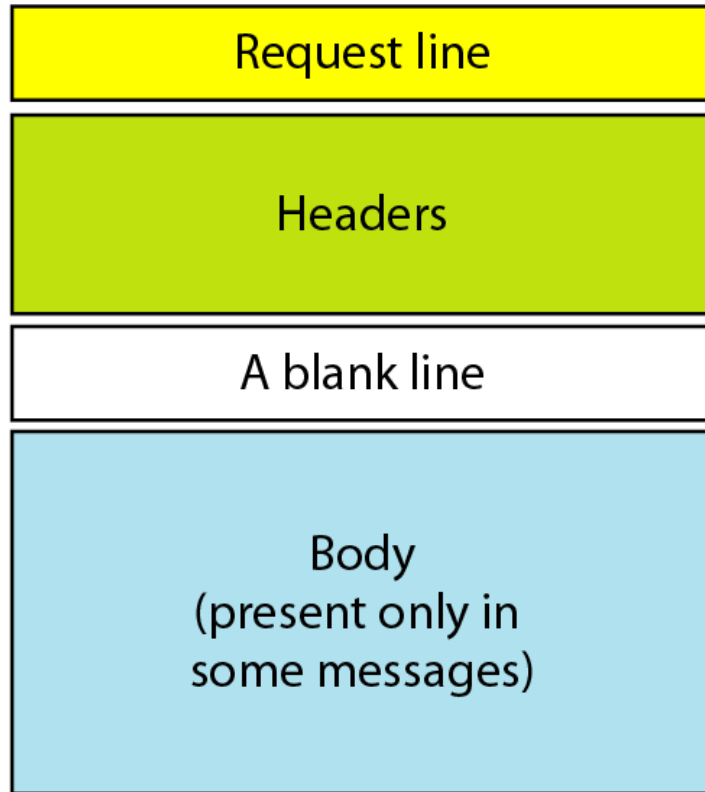 Request line
Headers
A blank line
Body
(present only in
some messages)